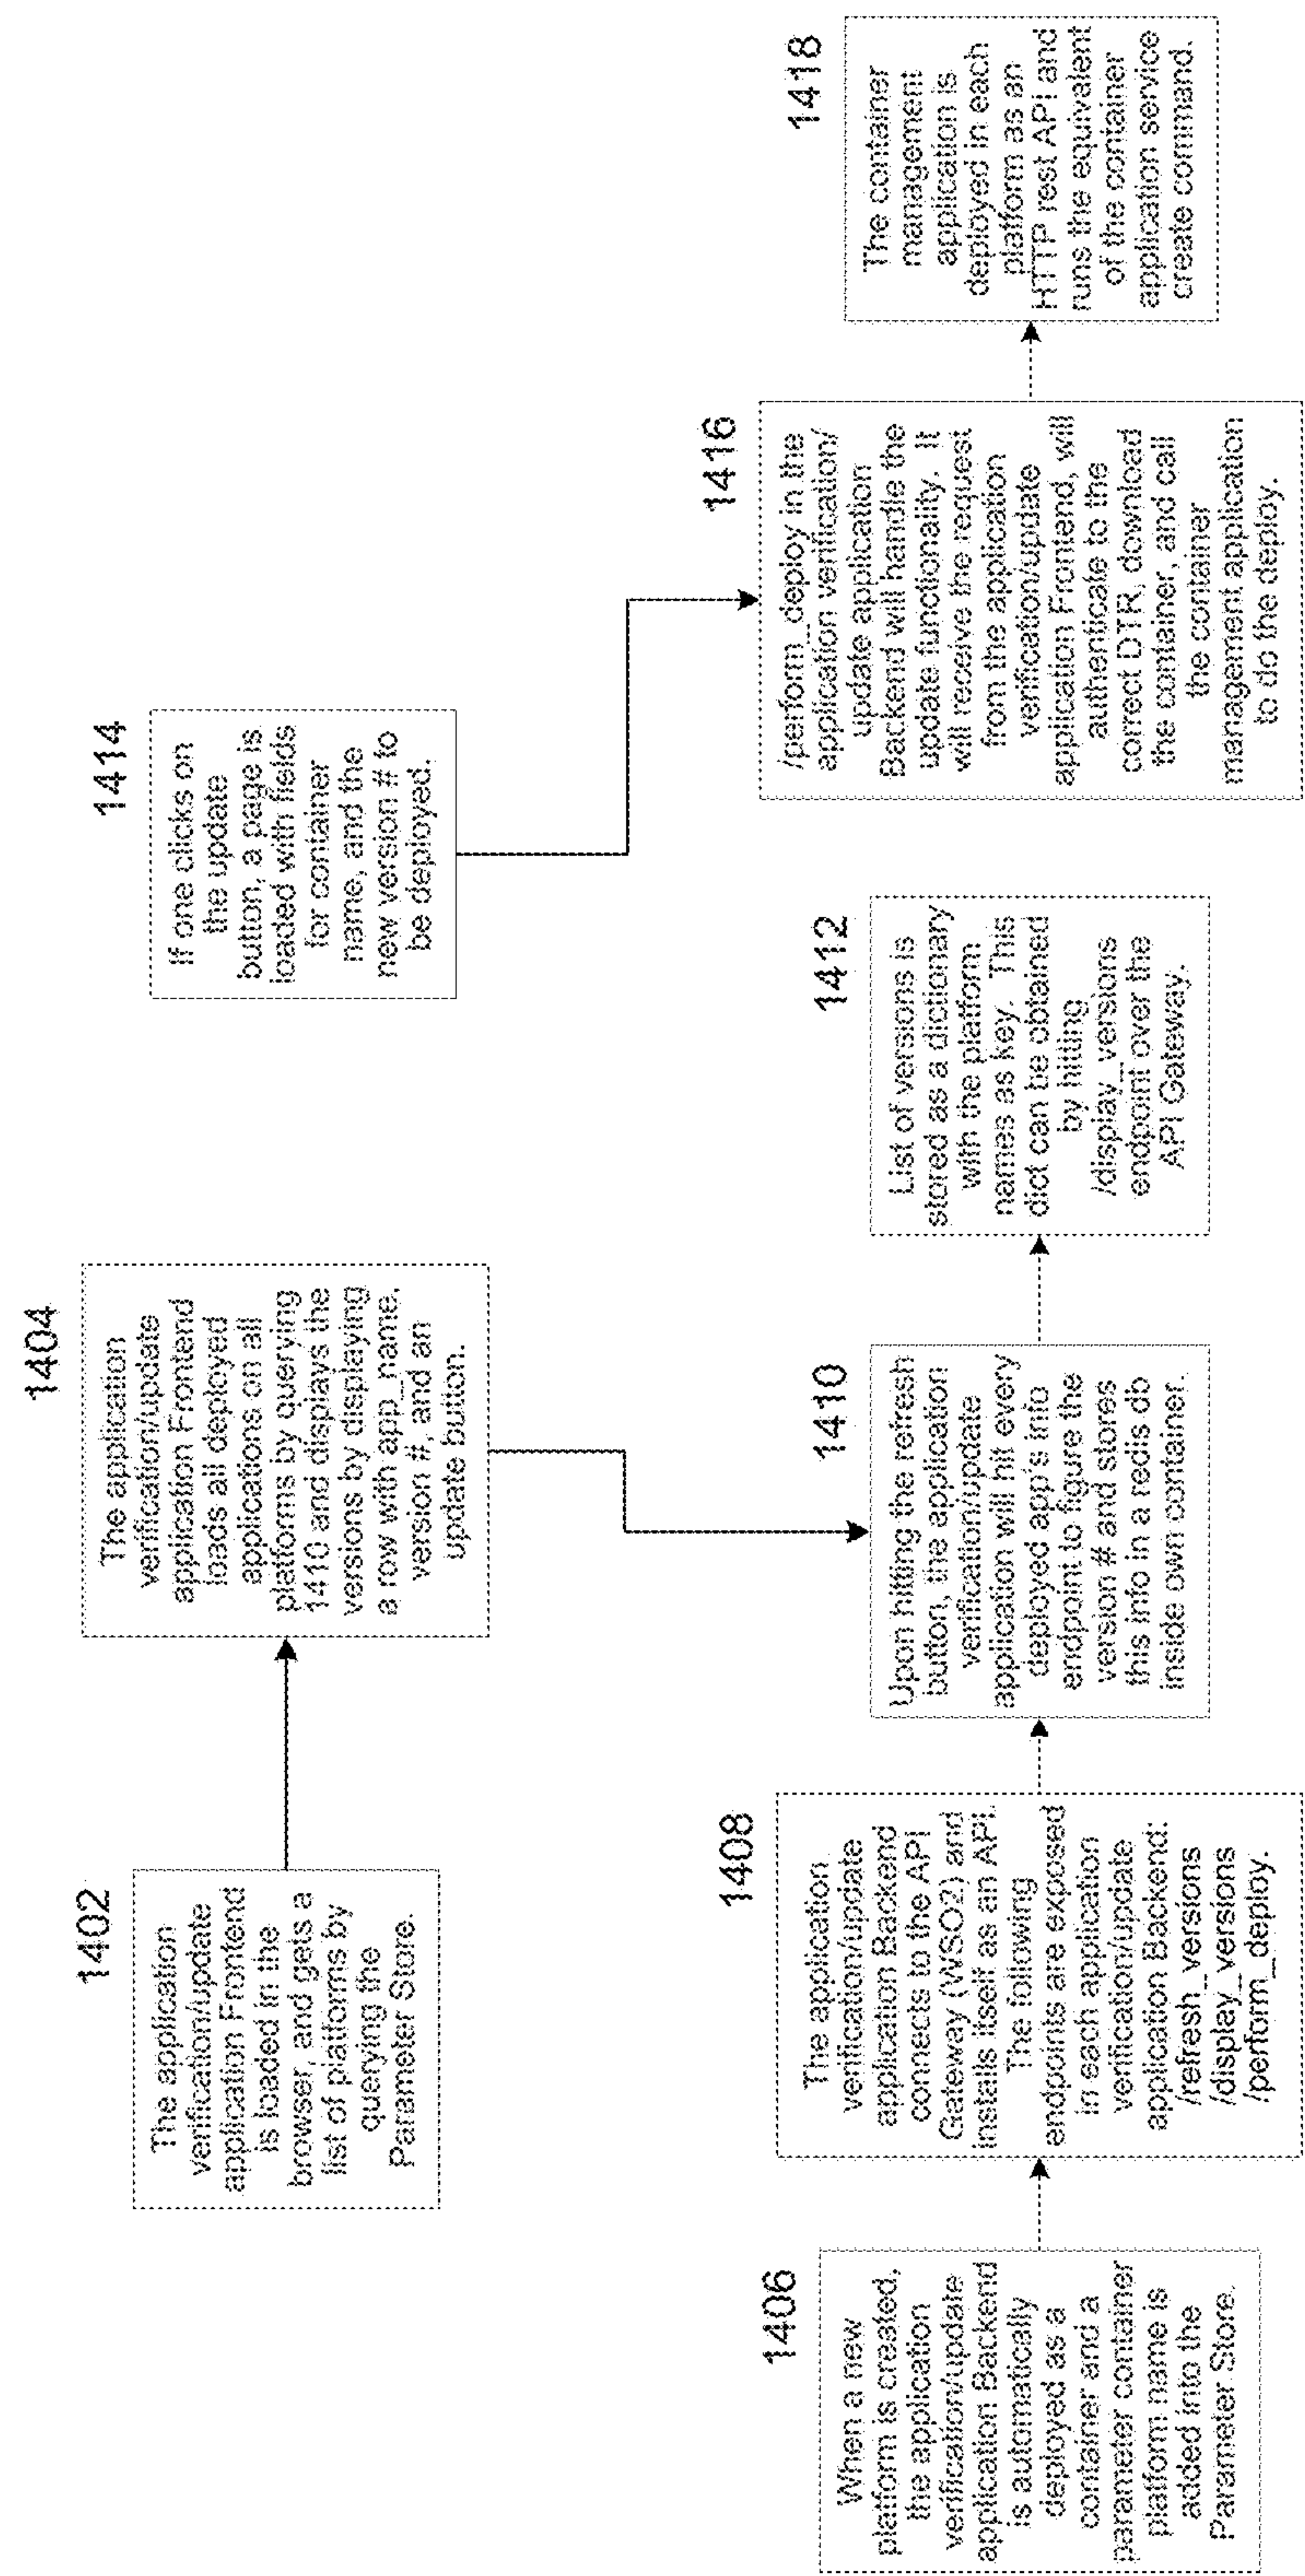 1402
The application
verification/update
application Frontend
is loaded in the
browser, and gets a
list of platforms by
querying the
Parameter Store.
1404
The application
verification/update
application Frontend
loads all deployed
applications on all
platforms by querying
1410 and displays the
versions by displaying
a row with app_name,
version #, and an
update button.
1414
If one clicks on
the update
button, a page is
loaded with fields
for container
name, and the
new version # to
be deployed.
1406
When a new
platform is created,
the application
verification/update
application Backend
is automatically
deployed as a
container and a
parameter container
platform name is
added into the
Parameter Store.
1408
The application
verification/update
application Backend
connects to the API
Gateway (WSO2) and
installs itself as an API.
The following
endpoints are exposed
in each application
verification/update
application Backend:
/refresh_versions
/display_versions
/perform_deploy.
1410
Upon hitting the refresh
button, the application
verification/update
application will hit every
deployed app's into
endpoint to figure the
version # and stores
this info in a redis db
inside own container.
1412
List of versions is
stored as a dictionary
with the platform
names as key. This
dict can be obtained
by hitting
/display_versions
endpoint over the
API Gateway.
1416
/perform_deploy in the
application verification/
update application
Backend will handle the
update functionality. It
will receive the request
from the application
verification/update
application Frontend, will
authenticate to the
correct DTR, download
the container, and call
the container
management application
to do the deploy.
1418
The container
management
application is
deployed in each
platform as an
HTTP rest API and
runs the equivalent
of the container
application service
create command.